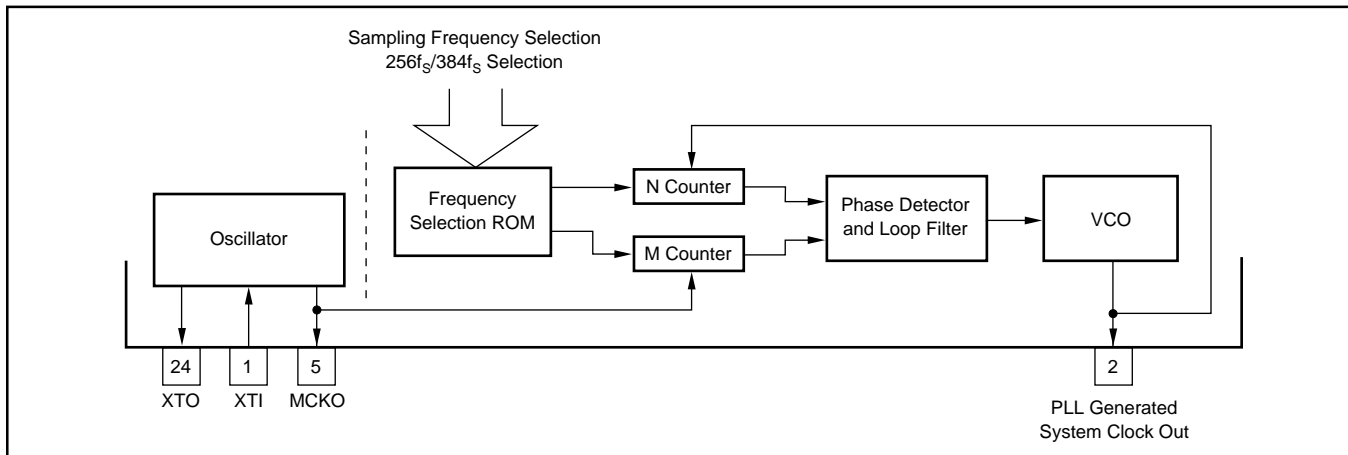 Sampling Frequency Selection
256fS/384fS Selection
Frequency
Selection ROM
N Counter
M Counter
Phase Detector
and Loop Filter
VCO
Oscillator
24
1
5
2
XTO
XTI
MCKO
PLL Generated
System Clock Out